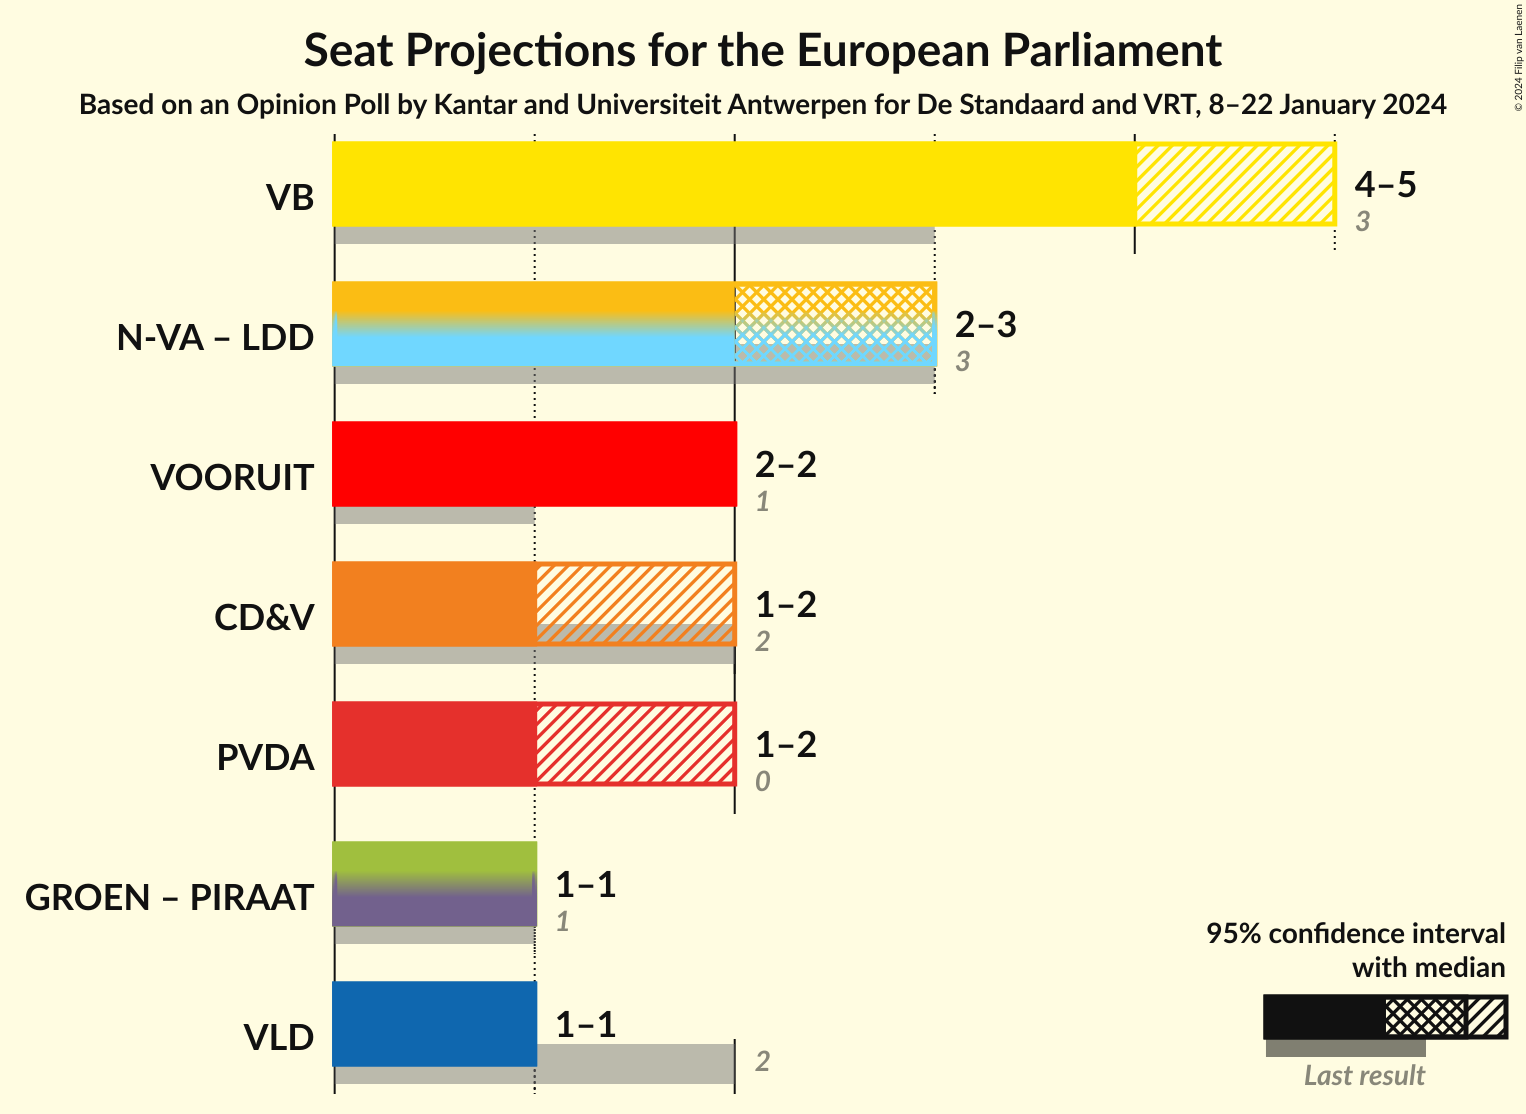 Seat Projections for the European Parliament
Based on an Opinion Poll by Kantar and Universiteit Antwerpen for De Standaard and VRT, 8–22 January 2024
© 2024 Filip van Laenen
VB
4–5
3
N-VA – LDD
2–3
3
VOORUIT
2–2
1
CD&V
1–2
2
PVDA
1–2
0
GROEN – PIRAAT
1–1
1
VLD
1–1
2
95% confidence interval
with median
Last result